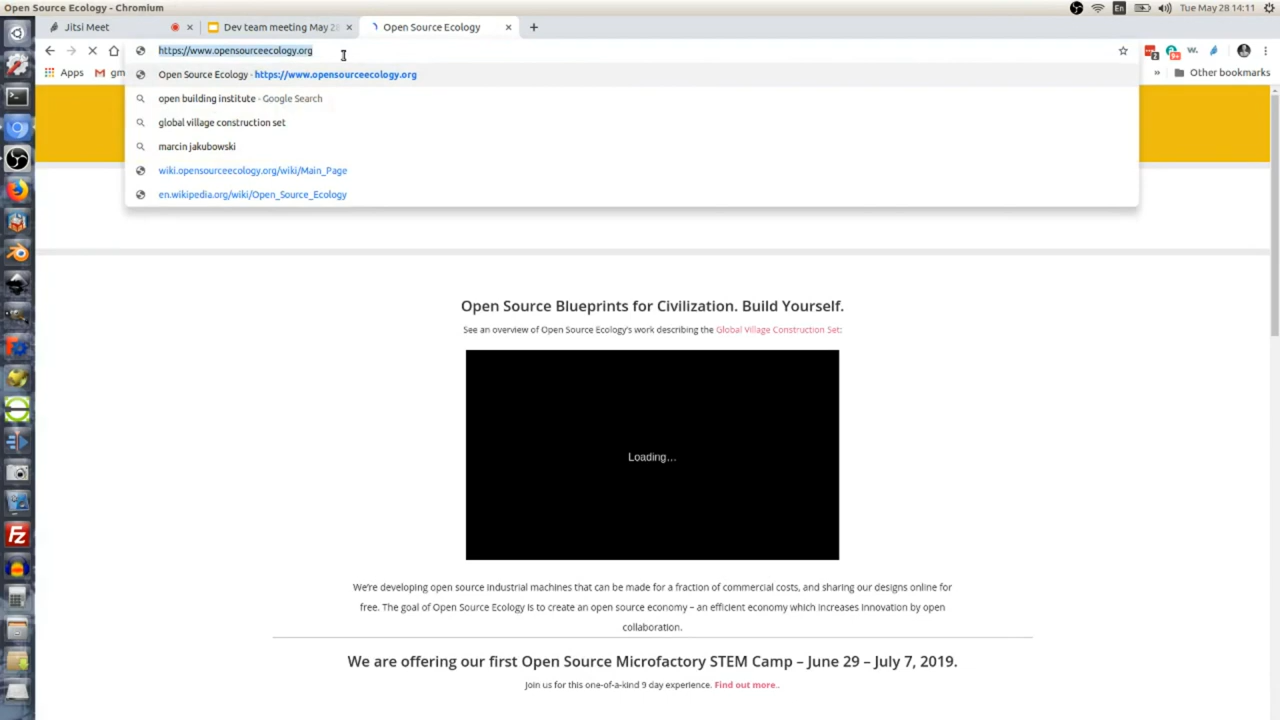 Open Source Ecology - Chromium
En
Tue May 28 14:11
Jitsi Meet
Dev team meeting May 28
Open Source Ecology
https://www.opensourceecology.org
Apps
gm
Other bookmarks
Open Source Ecology - https://www.opensourceecology.org
open building institute - Google Search
global village construction set
marcin jakubowski
wiki.opensourceecology.org/wiki/Main_Page
en.wikipedia.org/wiki/Open_Source_Ecology
Open Source Blueprints for Civilization. Build Yourself.
See an overview of Open Source Ecology's work describing the Global Village Construction Set:
Loading...
We're developing open source industrial machines that can be made for a fraction of commercial costs, and sharing our designs online for
free. The goal of Open Source Ecology is to create an open source economy – an efficient economy which increases innovation by open
collaboration.
We are offering our first Open Source Microfactory STEM Camp – June 29 – July 7, 2019.
Join us for this one-of-a-kind 9 day experience. Find out more..